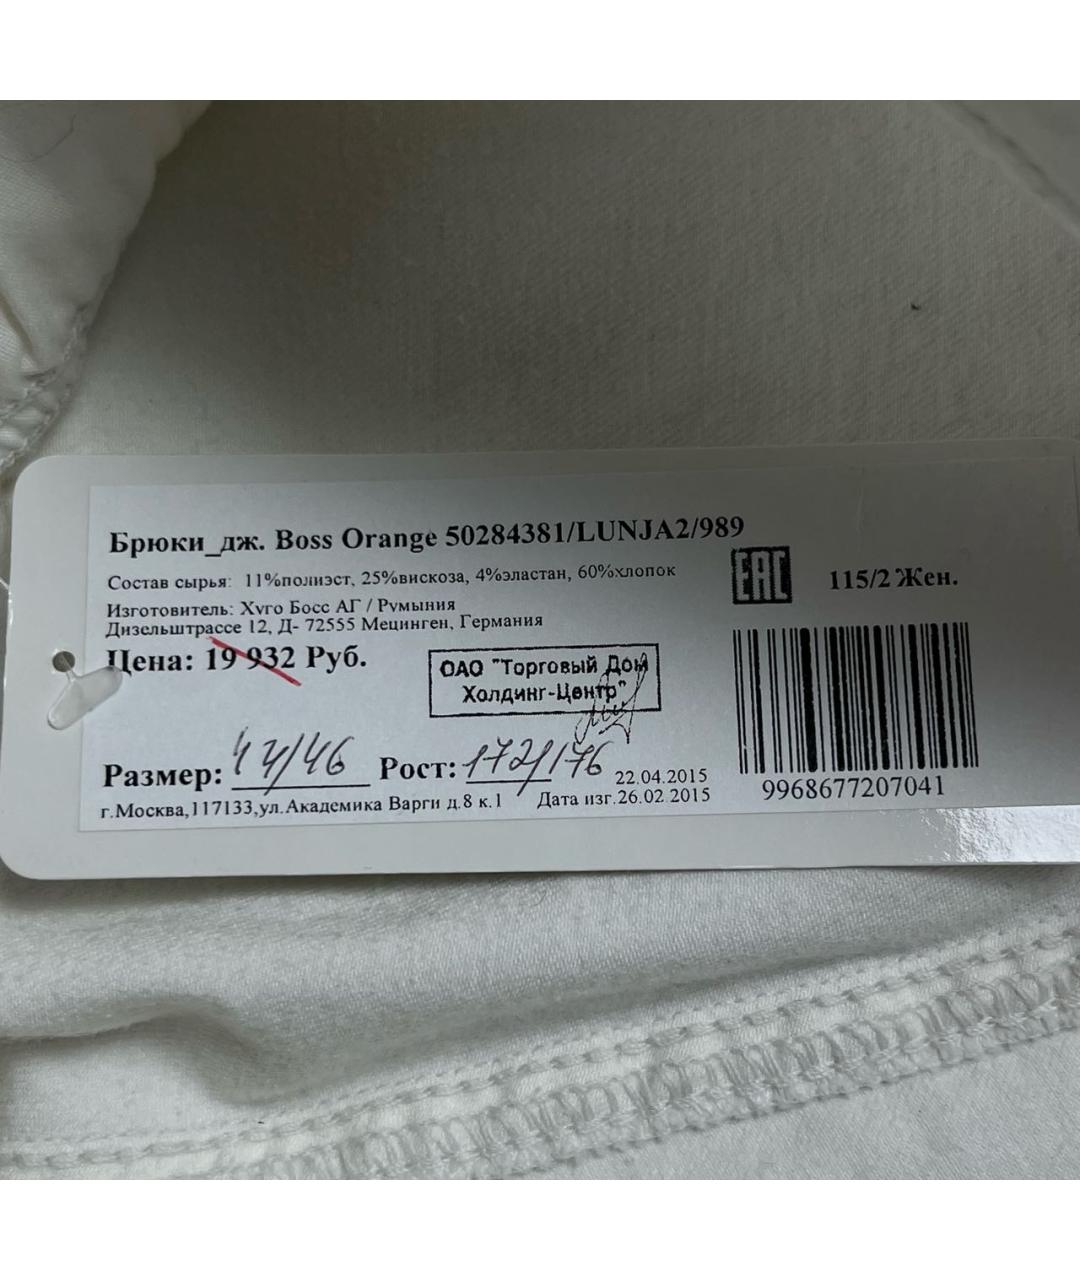 Брюки_дж. Boss Orange 50284381/LUNJA2/989
Состав сырья: 11%полиэст, 25%вискоза, 4%эластан, 60%хлопок
EAC
115/2 Жен.
Изготовитель: Хуго Босс АГ / Румыния
Дизельштрассе 12, Д- 72555 Мецинген, Германия
Цена: 19 932 Руб.
ОАО "Торговый Дом
Холдинг-Центр"
Размер: 44/46 Рост: 172/176
22.04.2015
г.Москва,117133,ул.Академика Варги д.8 к.1 Дата изг.26.02.2015
9968677207041